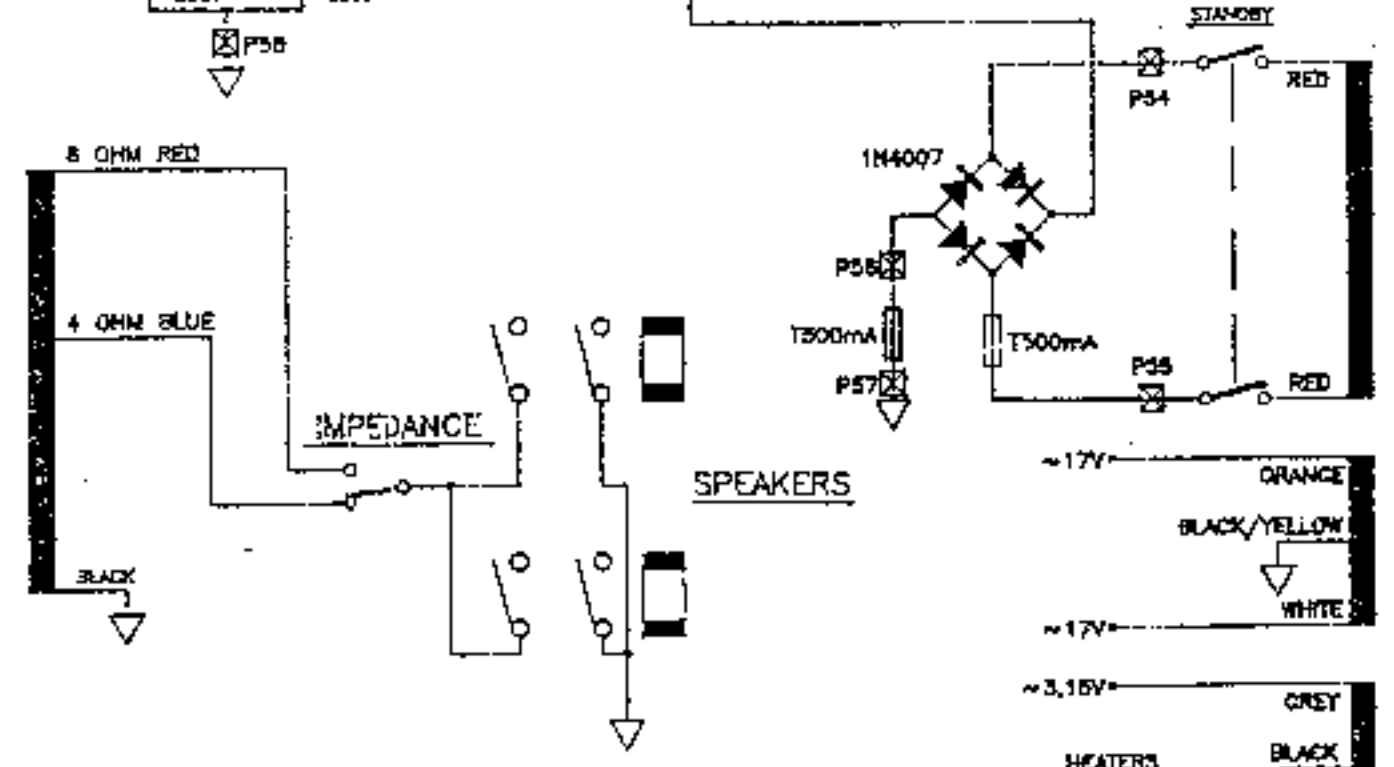 P56
STANDBY
RED
P54
8 OHM RED
1N4007
4 OHM BLUE
T500mA
T500mA
P57
P55
RED
IMPEDANCE
SPEAKERS
~17V
ORANGE
BLACK/YELLOW
BLACK
WHITE
~17V
~3,15V
GREY
HEATERS
BLACK